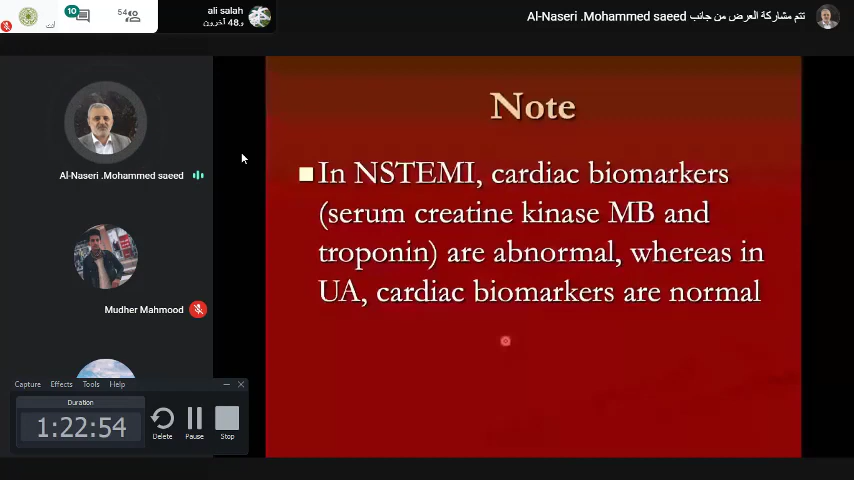 10
54
أنت
ali salah
و48 آخرون
تتم مشاركة العرض من جانب Al-Naseri .Mohammed saeed
Al-Naseri .Mohammed saeed
Mudher Mahmood
Note
In NSTEMI, cardiac biomarkers
(serum creatine kinase MB and
troponin) are abnormal, whereas in
UA, cardiac biomarkers are normal
Capture Effects Tools Help
Duration
1:22:54
Delete Pause Stop